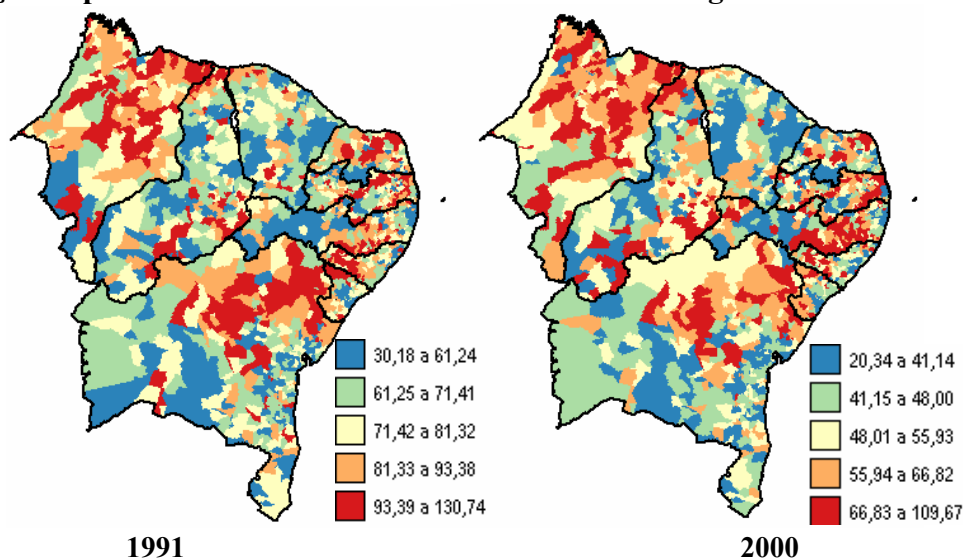 30,18 a 61,24
61,25 a 71,41
71,42 a 81,32
81,33 a 93,38
93,39 a 130,74
1991
20,34 a 41,14
41,15 a 48,00
48,01 a 55,93
55,94 a 66,82
66,83 a 109,67
2000